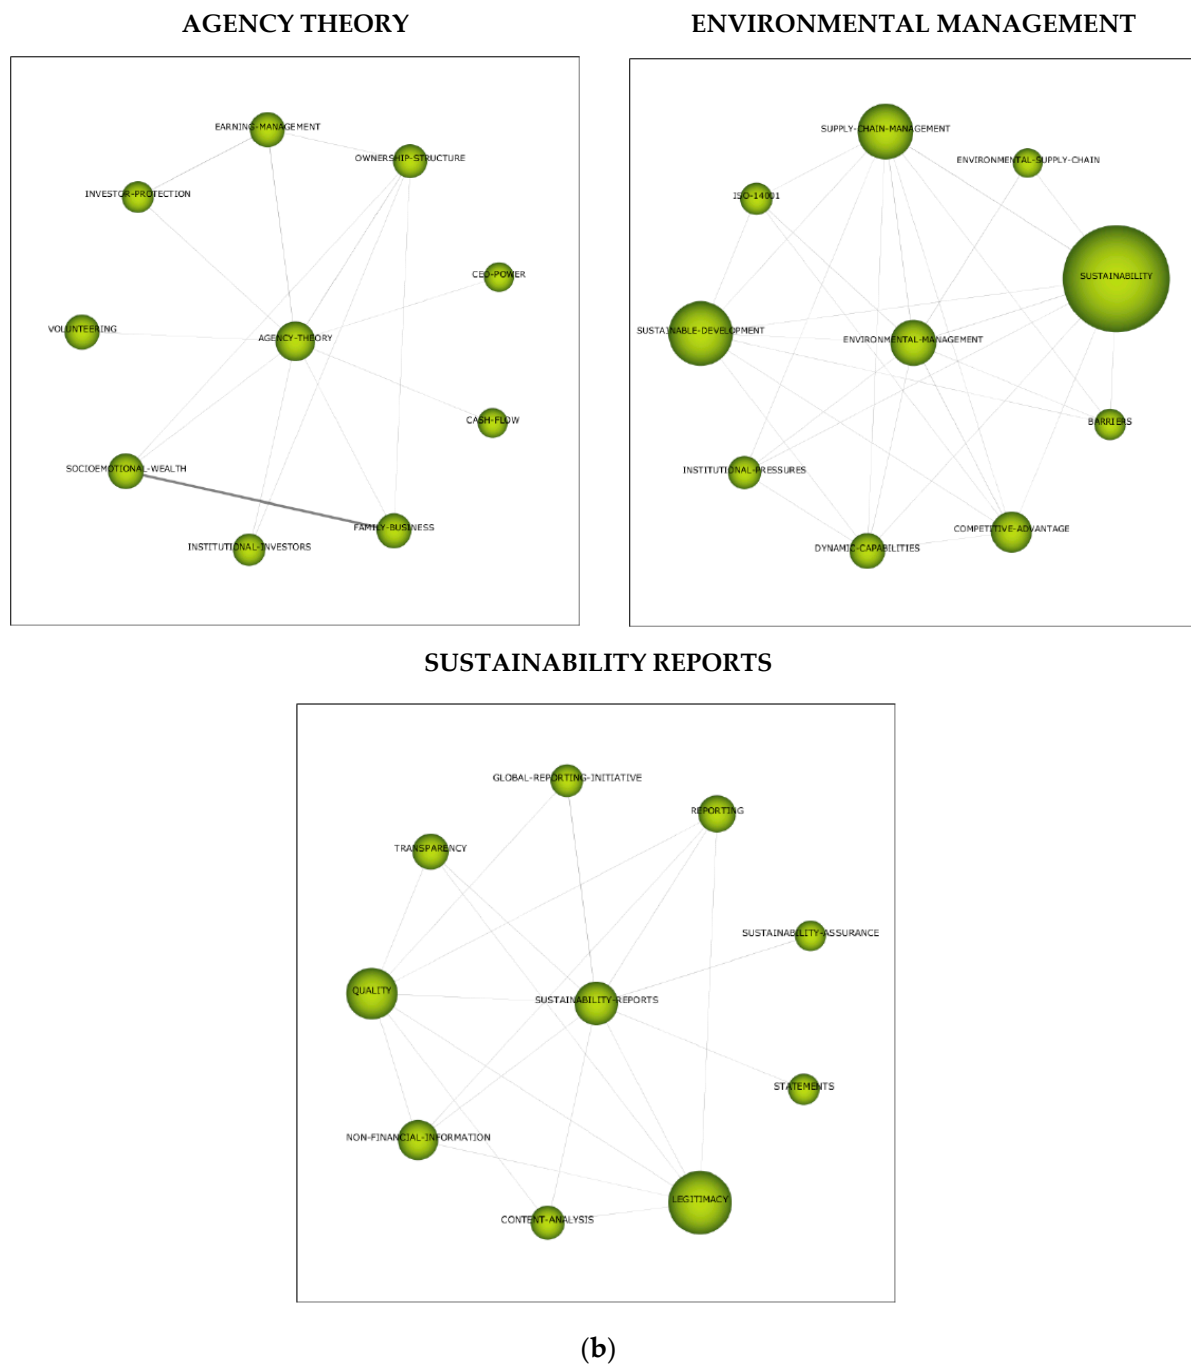 AGENCY THEORY
ENVIRONMENTAL MANAGEMENT
EARNING-MANAGEMENT
OWNERSHIP-STRUCTURE
INVESTOR-PROTECTION
CEO-POWER
VOLUNTEERING
AGENCY-THEORY
CASH-FLOW
SOCIOEMOTIONAL-WEALTH
FAMILY-BUSINESS
INSTITUTIONAL-INVESTORS
SUPPLY-CHAIN-MANAGEMENT
ENVIRONMENTAL-SUPPLY-CHAIN
ISO-14001
SUSTAINABILITY
SUSTAINABLE-DEVELOPMENT
ENVIRONMENTAL-MANAGEMENT
BARRIERS
INSTITUTIONAL-PRESSURES
COMPETITIVE-ADVANTAGE
DYNAMIC-CAPABILITIES
SUSTAINABILITY REPORTS
GLOBAL-REPORTING-INITIATIVE
REPORTING
TRANSPARENCY
SUSTAINABILITY-ASSURANCE
QUALITY
SUSTAINABILITY-REPORTS
STATEMENTS
NON-FINANCIAL-INFORMATION
LEGITIMACY
CONTENT-ANALYSIS
(b)